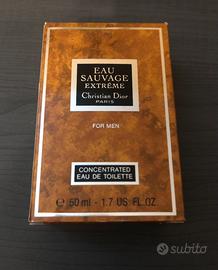 EAU
SAUVAGE
EXTRÊME
Christian Dior
PARIS
FOR MEN
CONCENTRATED
EAU DE TOILETTE
e 50 ml - 1.7 US FL.OZ
subito